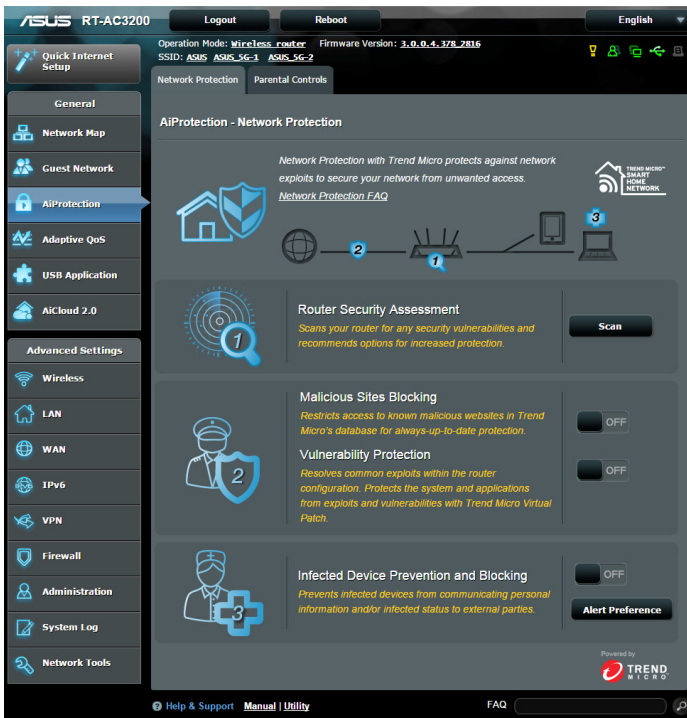 ASUS RT-AC3200 Logout Reboot English
Quick Internet Setup
Operation Mode: Wireless router Firmware Version: 3.0.0.4.378_2816
SSID: ASUS ASUS_5G-1 ASUS_5G-2
Network Protection Parental Controls
General
Network Map
Guest Network
AiProtection
Adaptive QoS
USB Application
AiCloud 2.0
Advanced Settings
Wireless
LAN
WAN
IPv6
VPN
Firewall
Administration
System Log
Network Tools
AiProtection - Network Protection
Network Protection with Trend Micro protects against network
exploits to secure your network from unwanted access.
Network Protection FAQ
TREND MICRO™
SMART
HOME
NETWORK
2
1
3
1
Router Security Assessment
Scans your router for any security vulnerabilities and
recommends options for increased protection.
Scan
2
Malicious Sites Blocking
Restricts access to known malicious websites in Trend
Micro's database for always-up-to-date protection.
OFF
Vulnerability Protection
Resolves common exploits within the router
configuration. Protects the system and applications
from exploits and vulnerabilities with Trend Micro Virtual
Patch.
OFF
3
Infected Device Prevention and Blocking
Prevents infected devices from communicating personal
information and/or infected status to external parties.
OFF
Alert Preference
Powered by
TREND
MICRO
Help & Support Manual | Utility FAQ